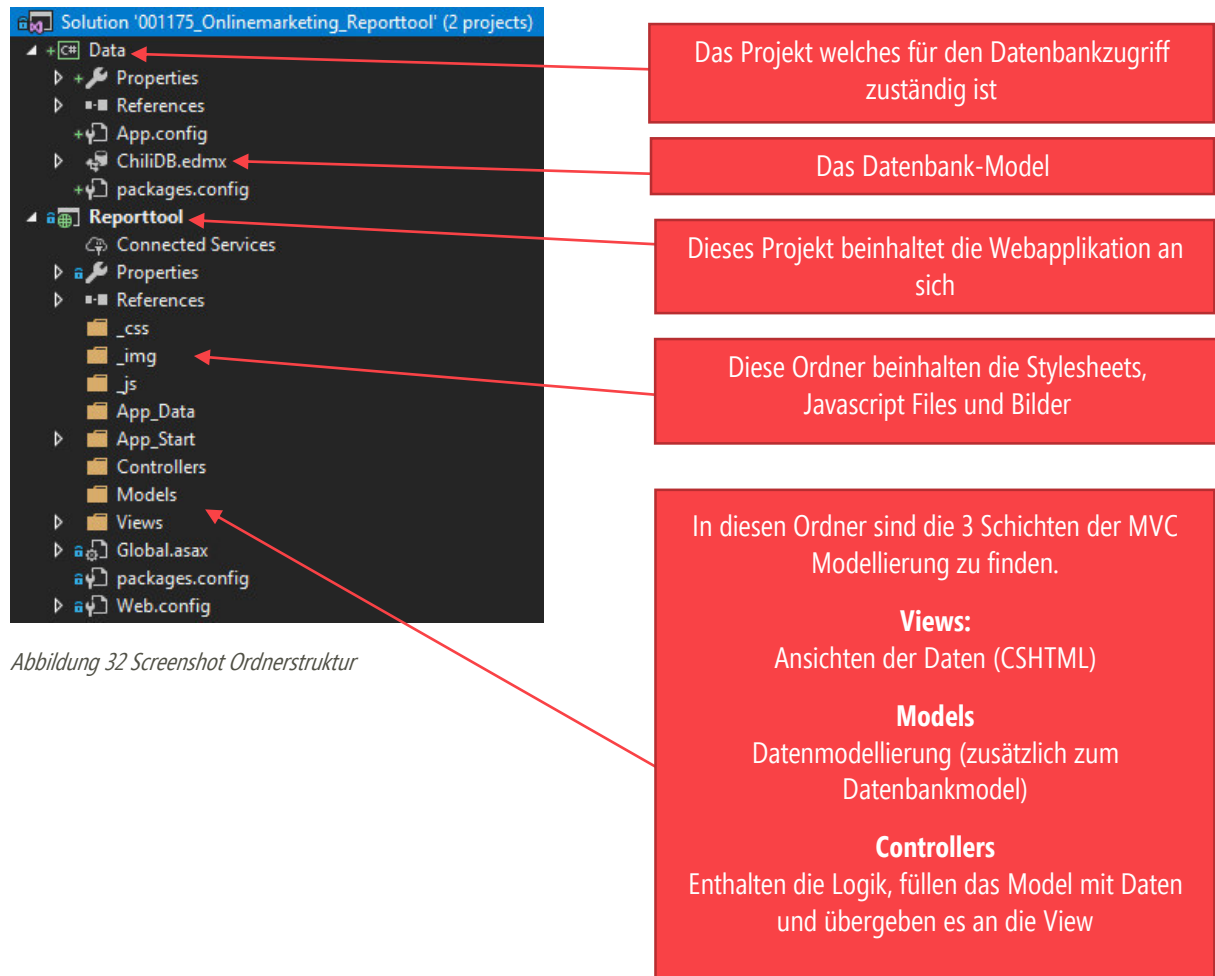 Solution '001175_Onlinemarketing_Reporttool' (2 projects)
C# Data
Properties
References
App.config
ChiliDB.edmx
packages.config
Reporttool
Connected Services
Properties
References
_css
_img
_js
App_Data
App_Start
Controllers
Models
Views
Global.asax
packages.config
Web.config
Abbildung 32 Screenshot Ordnerstruktur
Das Projekt welches für den Datenbankzugriff
zuständig ist
Das Datenbank-Model
Dieses Projekt beinhaltet die Webapplikation an
sich
Diese Ordner beinhalten die Stylesheets,
Javascript Files und Bilder
In diesen Ordner sind die 3 Schichten der MVC
Modellierung zu finden.
Views:
Ansichten der Daten (CSHTML)
Models
Datenmodellierung (zusätzlich zum
Datenbankmodel)
Controllers
Enthalten die Logik, füllen das Model mit Daten
und übergeben es an die View